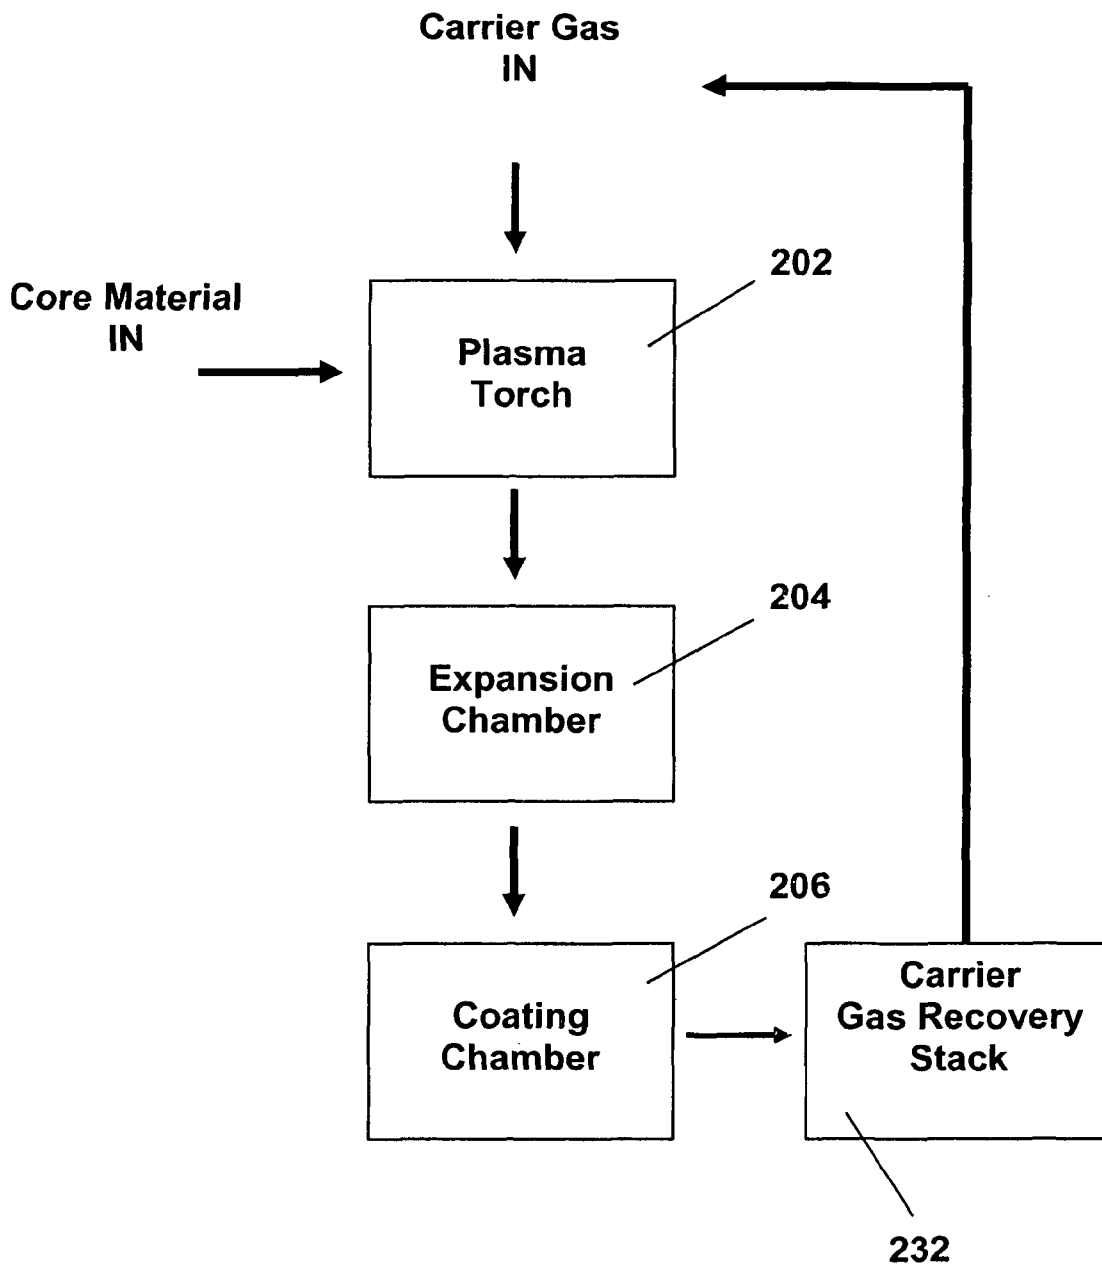 Carrier Gas
IN
202
Core Material
IN
Plasma
Torch
204
Expansion
Chamber
206
Coating
Chamber
Carrier
Gas Recovery
Stack
232